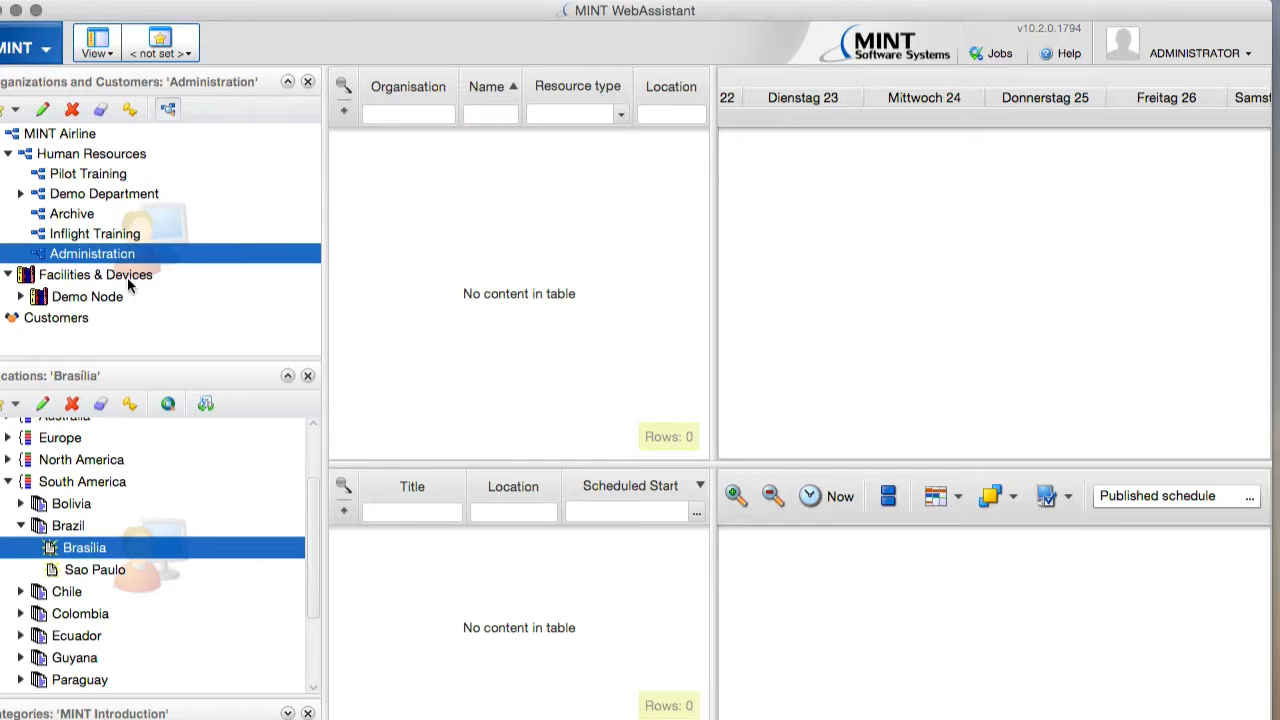 MINT WebAssistant
MINT
View
< not set >
MINT
Software Systems
v10.2.0.1794
Jobs
Help
ADMINISTRATOR
ganizations and Customers: 'Administration'
MINT Airline
Human Resources
Pilot Training
Demo Department
Archive
Inflight Training
Administration
Facilities & Devices
Demo Node
Customers
cations: 'Brasília'
Australia
Europe
North America
South America
Bolivia
Brazil
Brasília
Sao Paulo
Chile
Colombia
Ecuador
Guyana
Paraguay
ategories: 'MINT Introduction'
Organisation Name Resource type Location
No content in table
Rows: 0
22 Dienstag 23 Mittwoch 24 Donnerstag 25 Freitag 26 Samst
Title Location Scheduled Start
...
No content in table
Rows: 0
Now
Published schedule ...